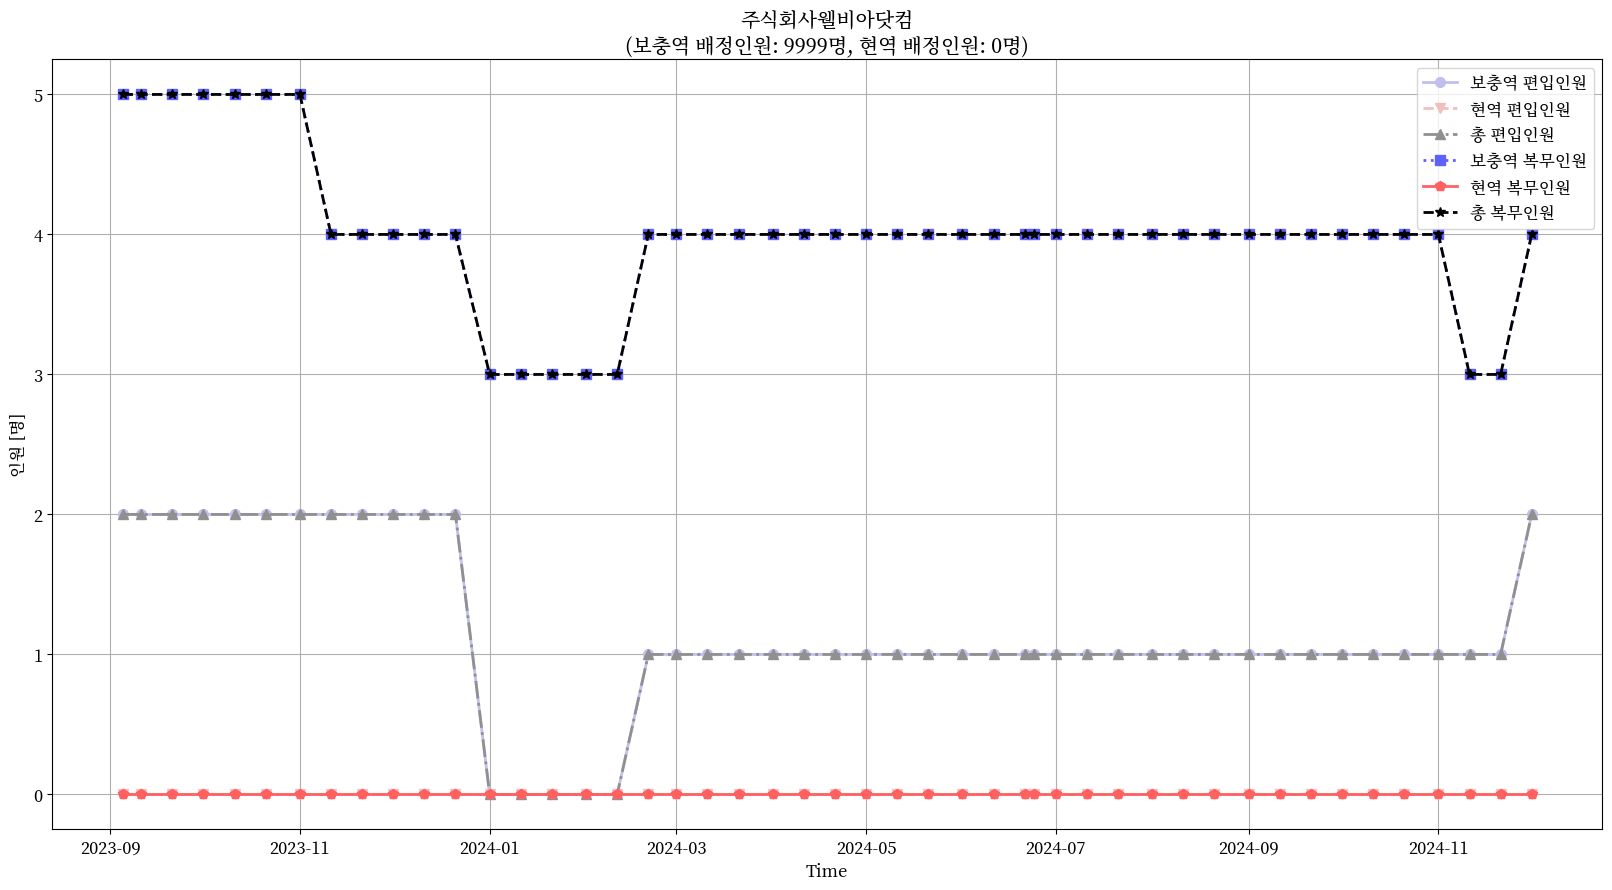 주식회사웰비아닷컴
(보충역 배정인원: 9999명, 현역 배정인원: 0명)
보충역 편입인원
현역 편입인원
총 편입인원
보충역 복무인원
현역 복무인원
총 복무인원
인원 [명]
5
4
3
2
1
0
2023-09
2023-11
2024-01
2024-03
2024-05
2024-07
2024-09
2024-11
Time